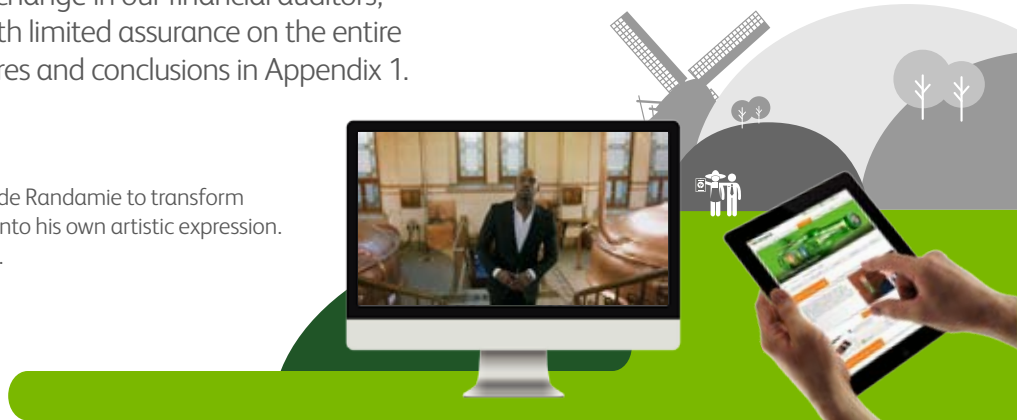 change in our financial auditors,
th limited assurance on the entire
res and conclusions in Appendix 1.
de Randamie to transform
nto his own artistic expression.
.